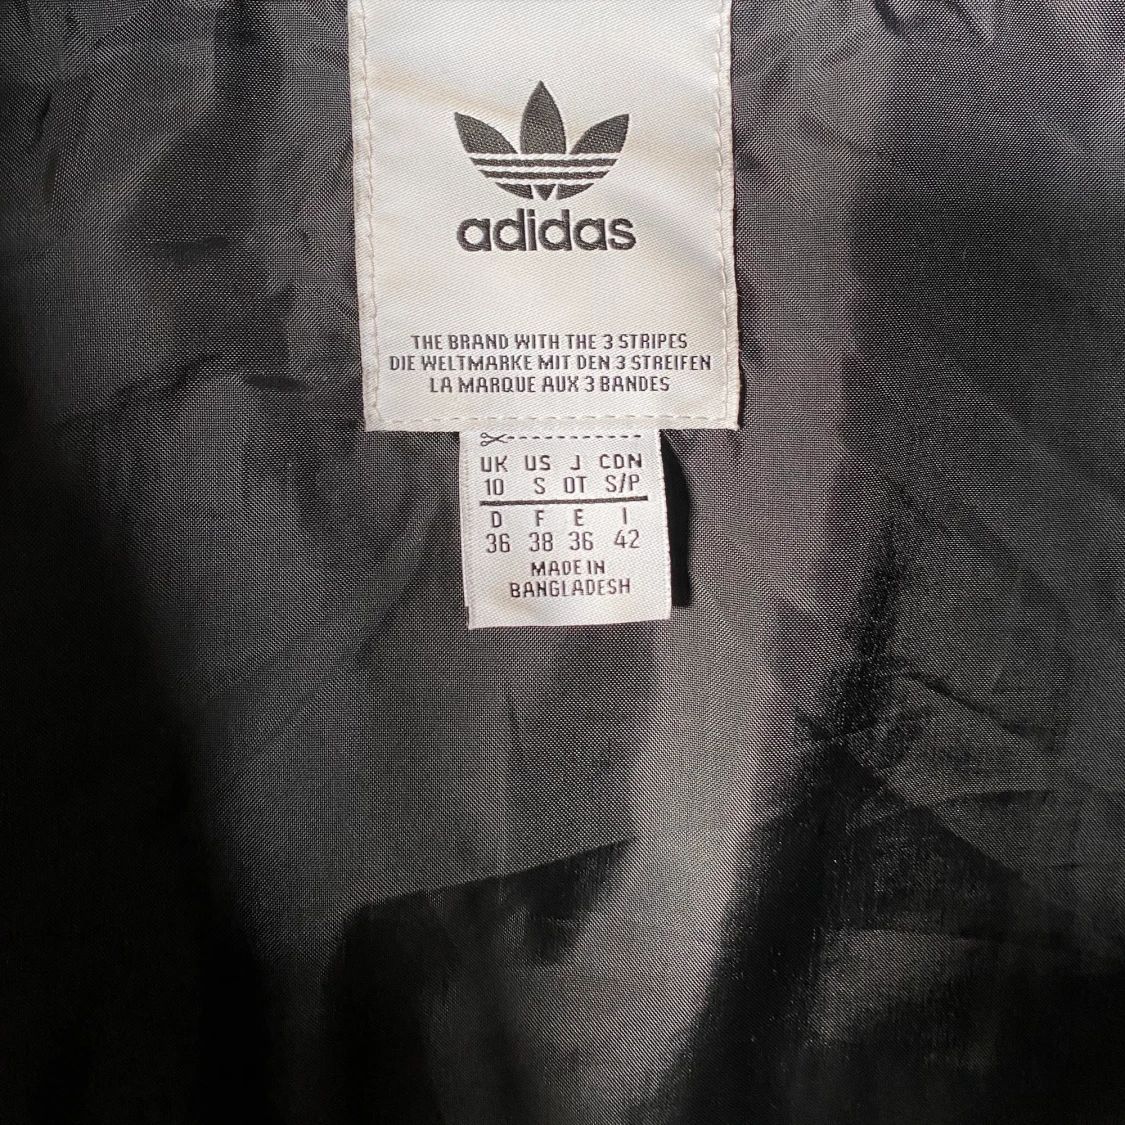 adidas
THE BRAND WITH THE 3 STRIPES
DIE WELTMARKE MIT DEN 3 STREIFEN
LA MARQUE AUX 3 BANDES
UK US J CDN
10 S OT S/P
D F E I
36 38 36 42
MADE IN
BANGLADESH